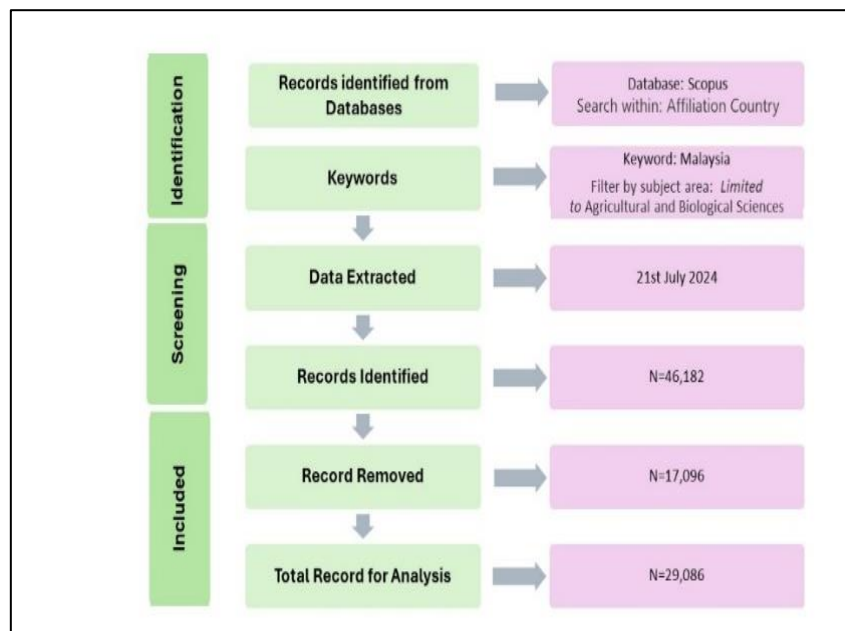 Identification
Records identified from
Databases
Database: Scopus
Search within: Affiliation Country
Keywords
Keyword: Malaysia
Filter by subject area: Limited
to Agricultural and Biological Sciences
Screening
Data Extracted
21st July 2024
Records Identified
N=46,182
Included
Record Removed
N=17,096
Total Record for Analysis
N=29,086